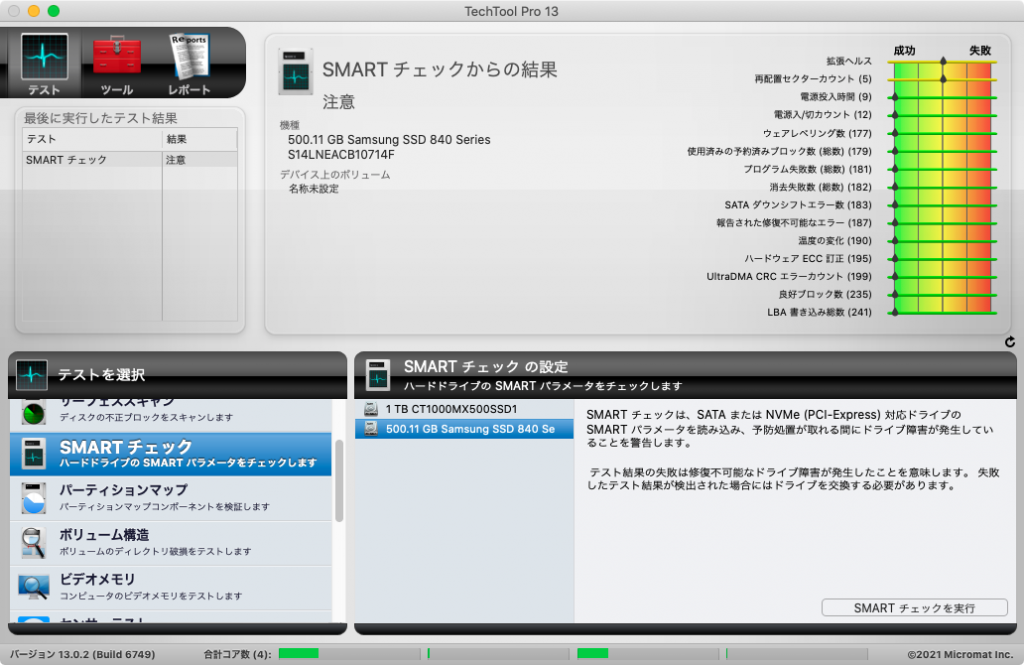 TechTool Pro 13
テスト
ツール
Reports
レポート
最後に実行したテスト結果
テスト 結果
SMART チェック 注意
SMART チェックからの結果
注意
機種
500.11 GB Samsung SSD 840 Series
S14LNEACB10714F
デバイス上のボリューム
名称未設定
成功 失敗
拡張ヘルス
再配置セクターカウント (5)
電源投入時間 (9)
電源入/切カウント (12)
ウェアレベリング数 (177)
使用済みの予約済みブロック数 (総数) (179)
プログラム失敗数 (総数) (181)
消去失敗数 (総数) (182)
SATA ダウンシフトエラー数 (183)
報告された修復不可能なエラー (187)
温度の変化 (190)
ハードウェア ECC 訂正 (195)
UltraDMA CRC エラーカウント (199)
良好ブロック数 (235)
LBA 書き込み総数 (241)
テストを選択
サーフェススキャン
ディスクの不正ブロックをスキャンします
SMART チェック
ハードドライブの SMART パラメータをチェックします
パーティションマップ
パーティションマップコンポーネントを検証します
ボリューム構造
ボリュームのディレクトリ破損をテストします
ビデオメモリ
コンピュータのビデオメモリをテストします
センサーテスト
SMART チェック の設定
ハードドライブの SMART パラメータをチェックします
1 TB CT1000MX500SSD1
500.11 GB Samsung SSD 840 Se
SMART チェックは、SATA または NVMe (PCI-Express) 対応ドライブの
SMART パラメータを読み込み、予防処置が取れる間にドライブ障害が発生してい
ることを警告します。
テスト結果の失敗は修復不可能なドライブ障害が発生したことを意味します。 失敗
したテスト結果が検出された場合にはドライブを交換する必要があります。
SMART チェックを実行
バージョン 13.0.2 (Build 6749)
合計コア数 (4):
©2021 Micromat Inc.